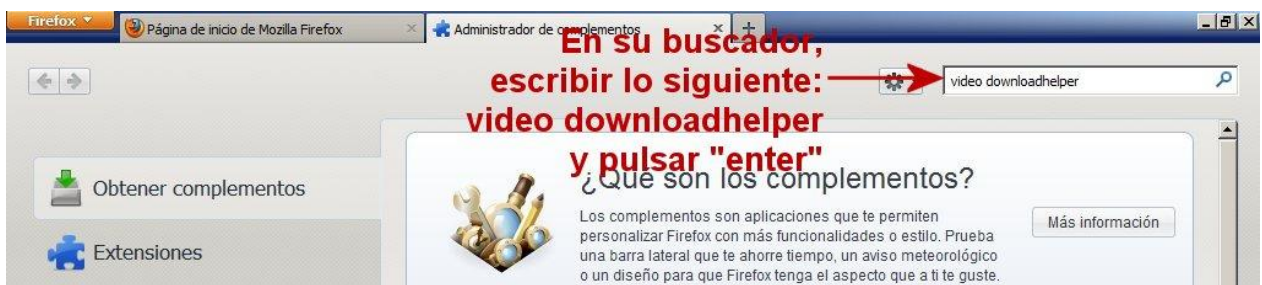 Firefox
Página de inicio de Mozilla Firefox
Administrador de complementos
En su buscador,
escribir lo siguiente:
video downloadhelper
video downloadhelper
y pulsar "enter"
Obtener complementos
Extensiones
¿Qué son los complementos?
Los complementos son aplicaciones que te permiten
personalizar Firefox con más funcionalidades o estilo. Prueba
una barra lateral que te ahorre tiempo, un aviso meteorológico
o un diseño para que Firefox tenga el aspecto que a ti te guste.
Más información